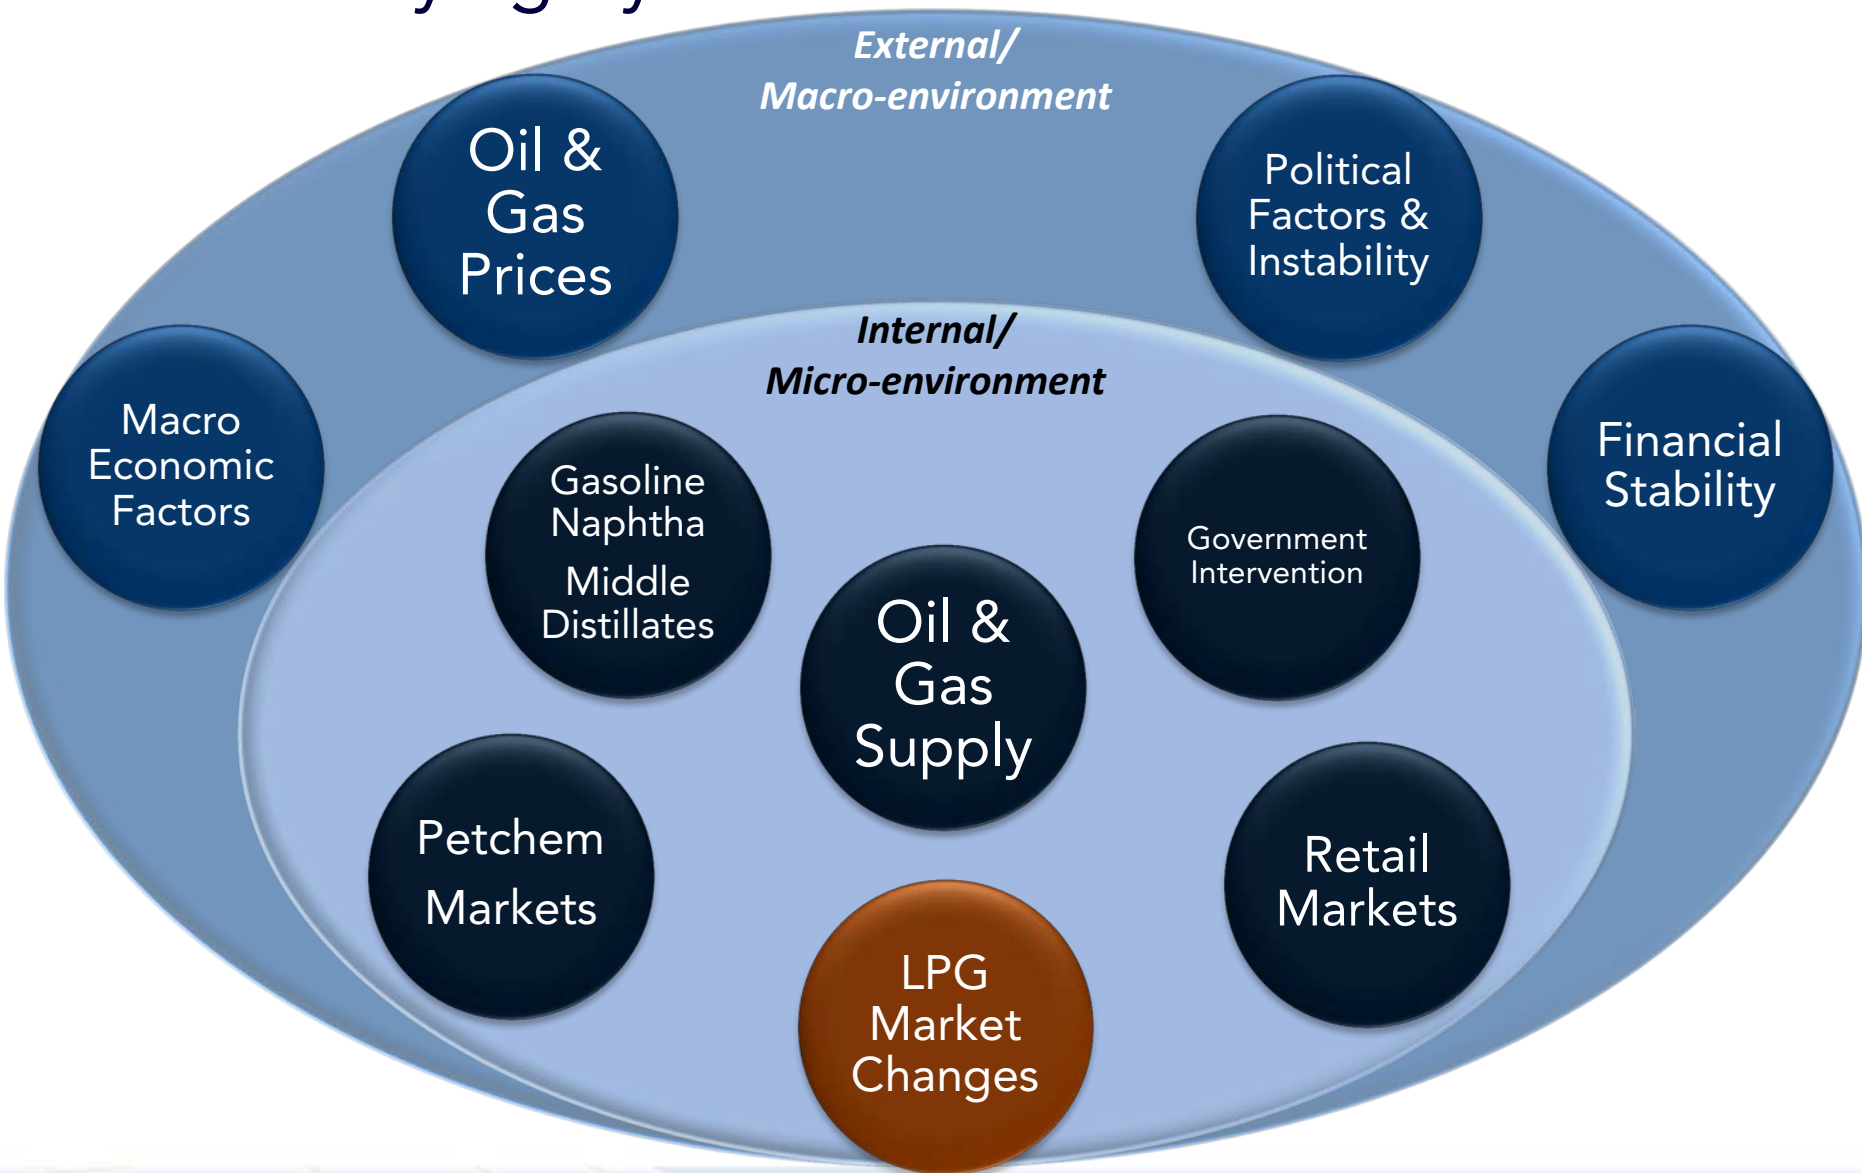 External/
Macro-environment
Oil &
Gas
Prices
Political
Factors &
Instability
Macro
Economic
Factors
Financial
Stability
Internal/
Micro-environment
Gasoline
Naphtha
Middle
Distillates
Government
Intervention
Oil &
Gas
Supply
Petchem
Markets
Retail
Markets
LPG
Market
Changes